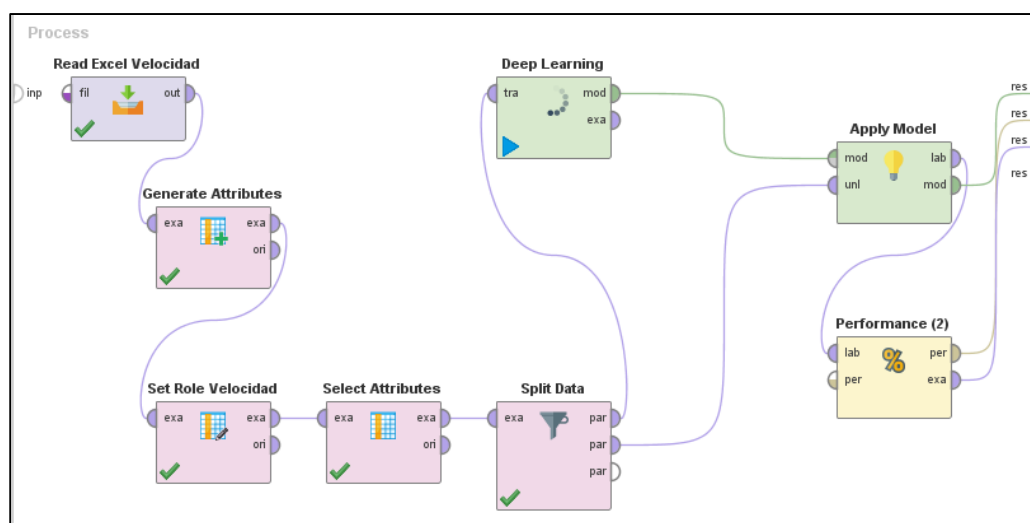 Process
Read Excel Velocidad
inp
fil
out
Generate Attributes
exa
exa
ori
Set Role Velocidad
exa
exa
ori
Select Attributes
exa
exa
ori
Split Data
exa
par
par
par
Deep Learning
tra
mod
exa
Apply Model
mod
lab
unl
mod
Performance (2)
%
lab
per
per
exa
res
res
res
res